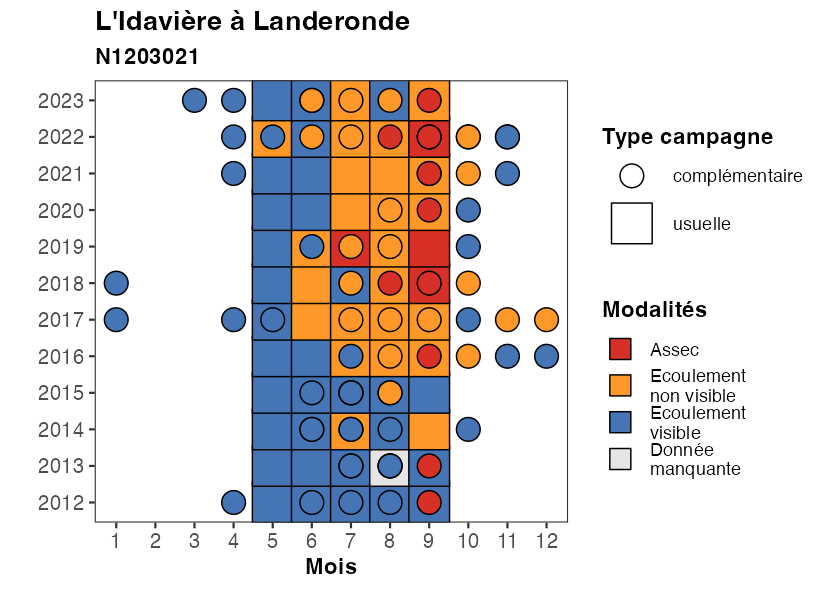 L'Idavière à Landeronde
N1203021
2023
2022
2021
2020
2019
2018
2017
2016
2015
2014
2013
2012
1 2 3 4 5 6 7 8 9 10 11 12
Mois
Type campagne
complémentaire
usuelle
Modalités
Assec
Ecoulement
non visible
Ecoulement
visible
Donnée
manquante